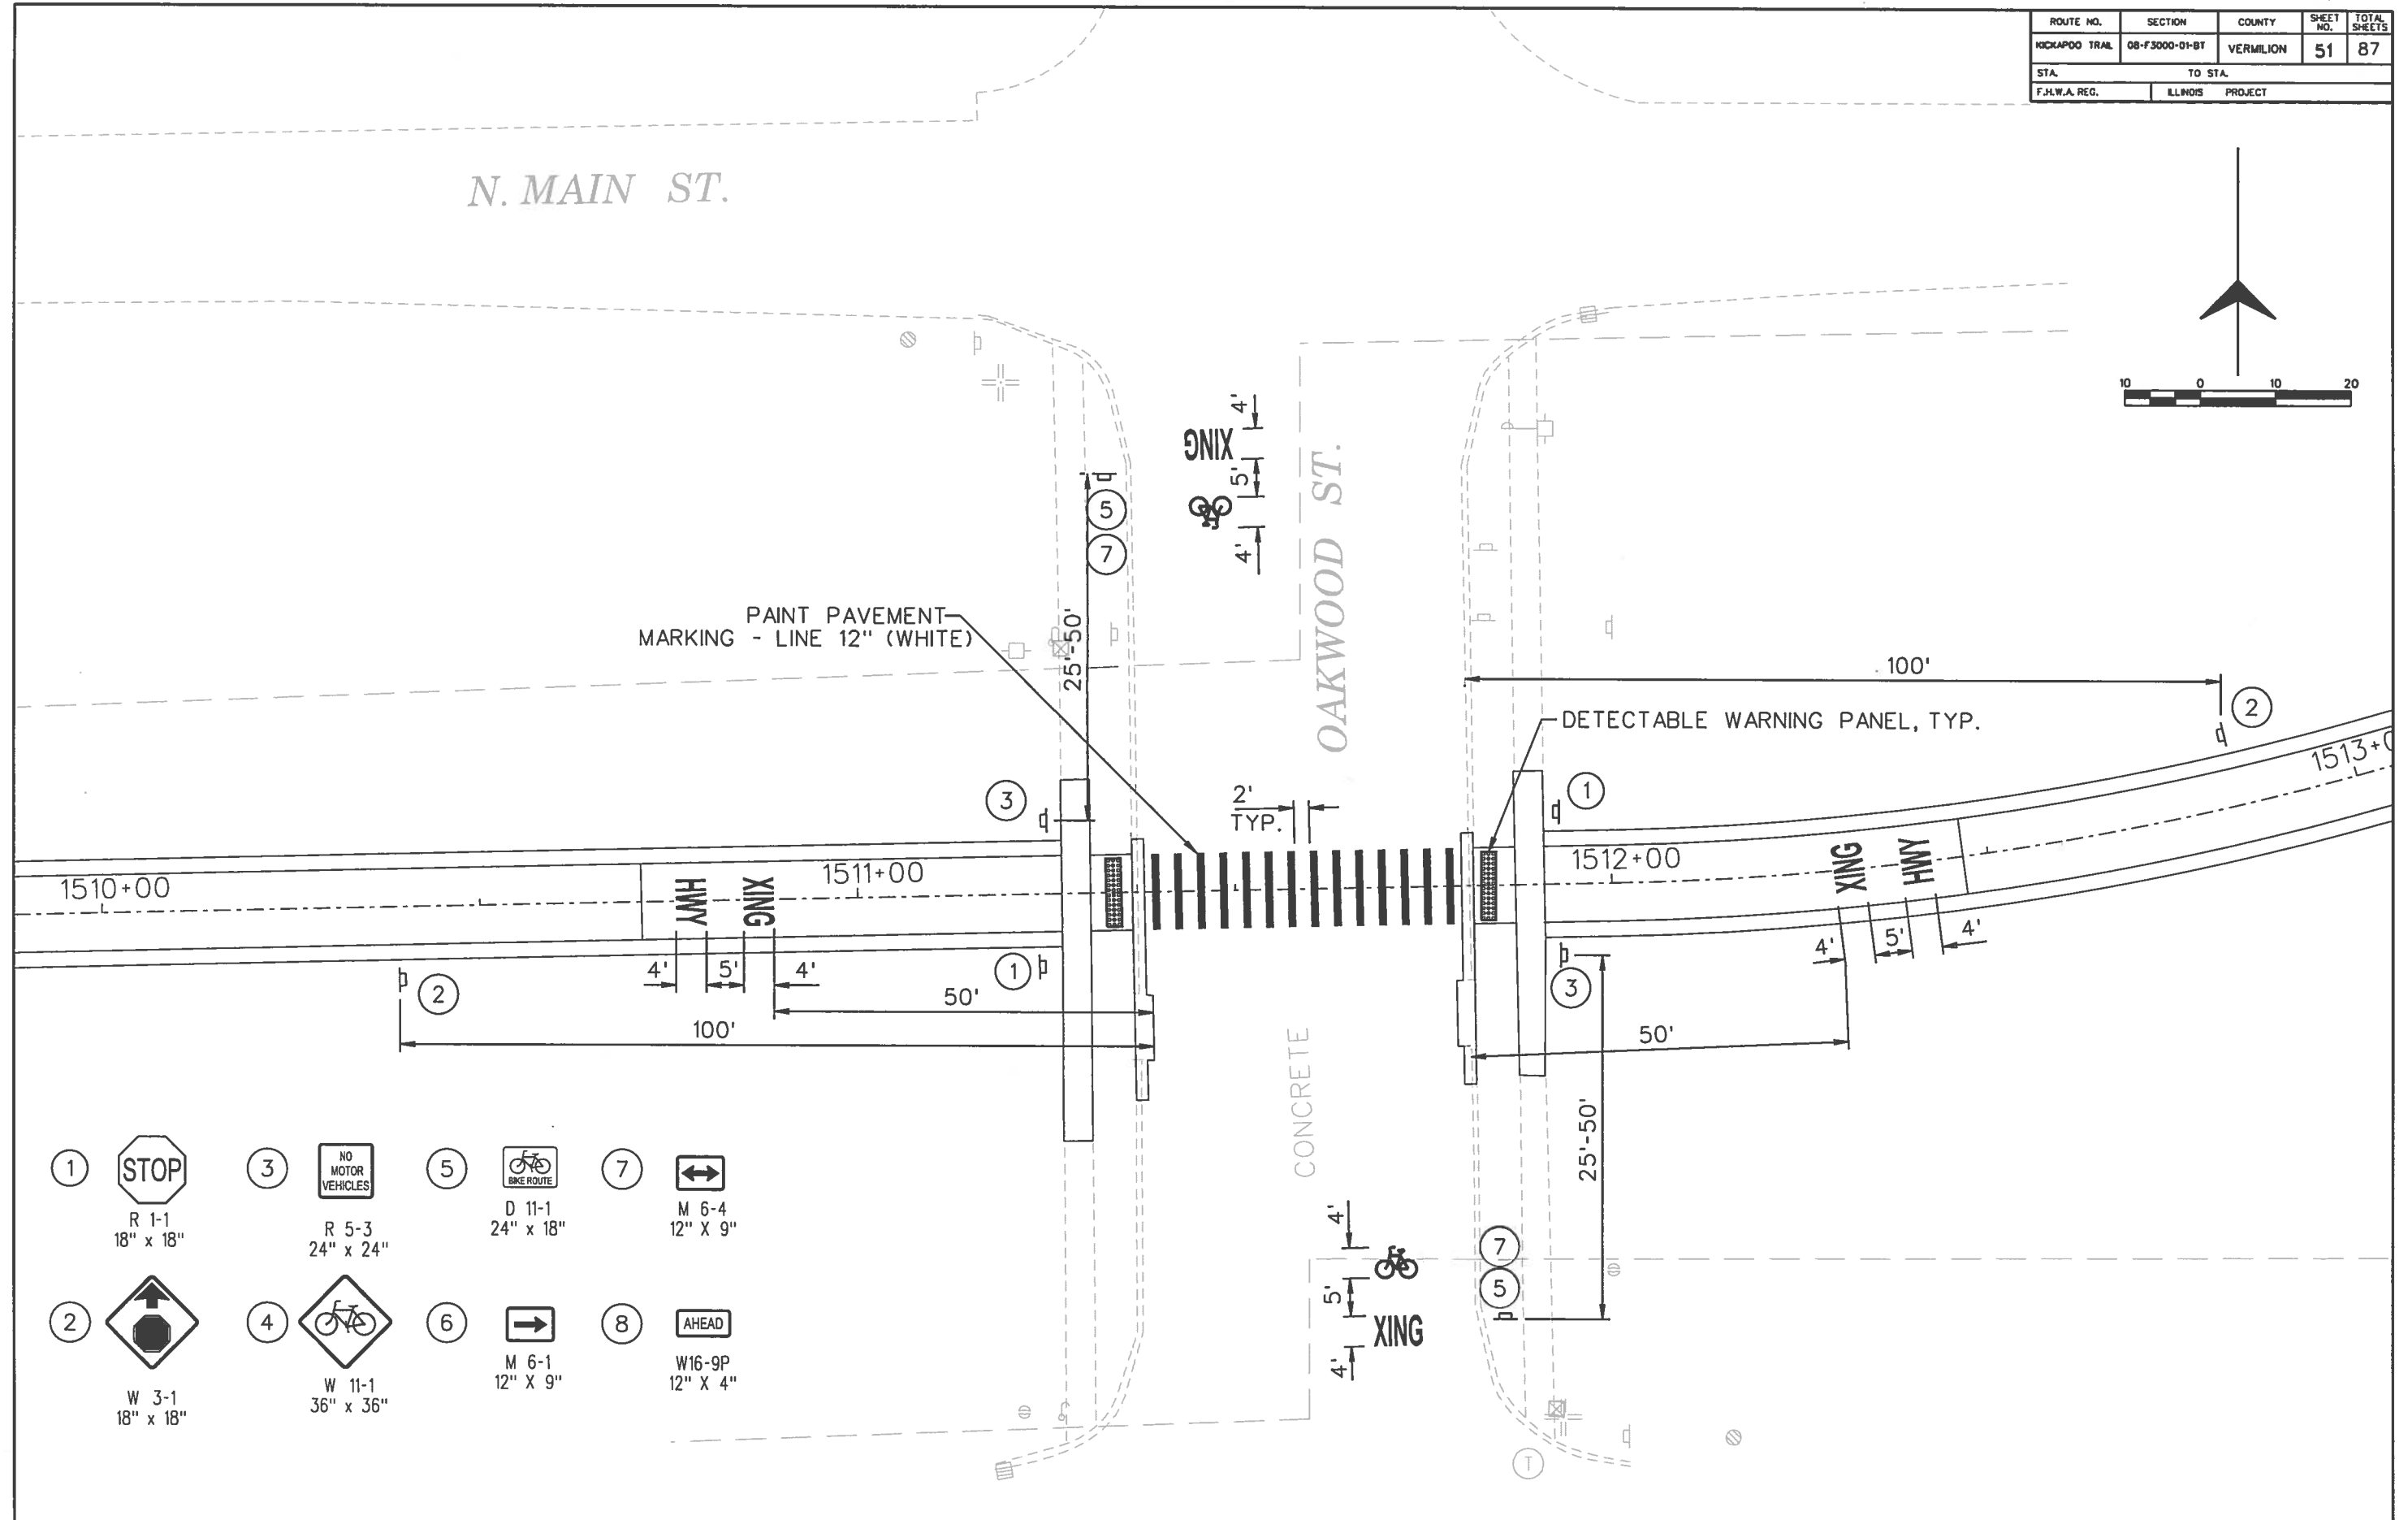 ROUTE NO. SECTION COUNTY SHEET NO. TOTAL SHEETS
KICKAPOO TRAIL 08-F3000-01-BT VERMILION 51 87
STA. TO STA.
F.H.W.A. REG. ILLINOIS PROJECT
N. MAIN ST.
10 0 10 20
4'
XING
5'
4'
5
7
OAKWOOD ST.
25'-50'
PAINT PAVEMENT
MARKING - LINE 12" (WHITE)
100'
2
DETECTABLE WARNING PANEL, TYP.
1513+0
3
2'
TYP.
1
1510+00
HWY
XING
1511+00
1512+00
XING
HWY
4'
5'
4'
4'
5'
4'
2
1
3
50'
100'
50'
CONCRETE
25'-50'
4'
5'
XING
4'
7
5
T
1
STOP
R 1-1
18" x 18"
3
NO
MOTOR
VEHICLES
R 5-3
24" x 24"
5
BIKE ROUTE
D 11-1
24" x 18"
7
M 6-4
12" X 9"
2
W 3-1
18" x 18"
4
W 11-1
36" x 36"
6
M 6-1
12" X 9"
8
AHEAD
W16-9P
12" X 4"